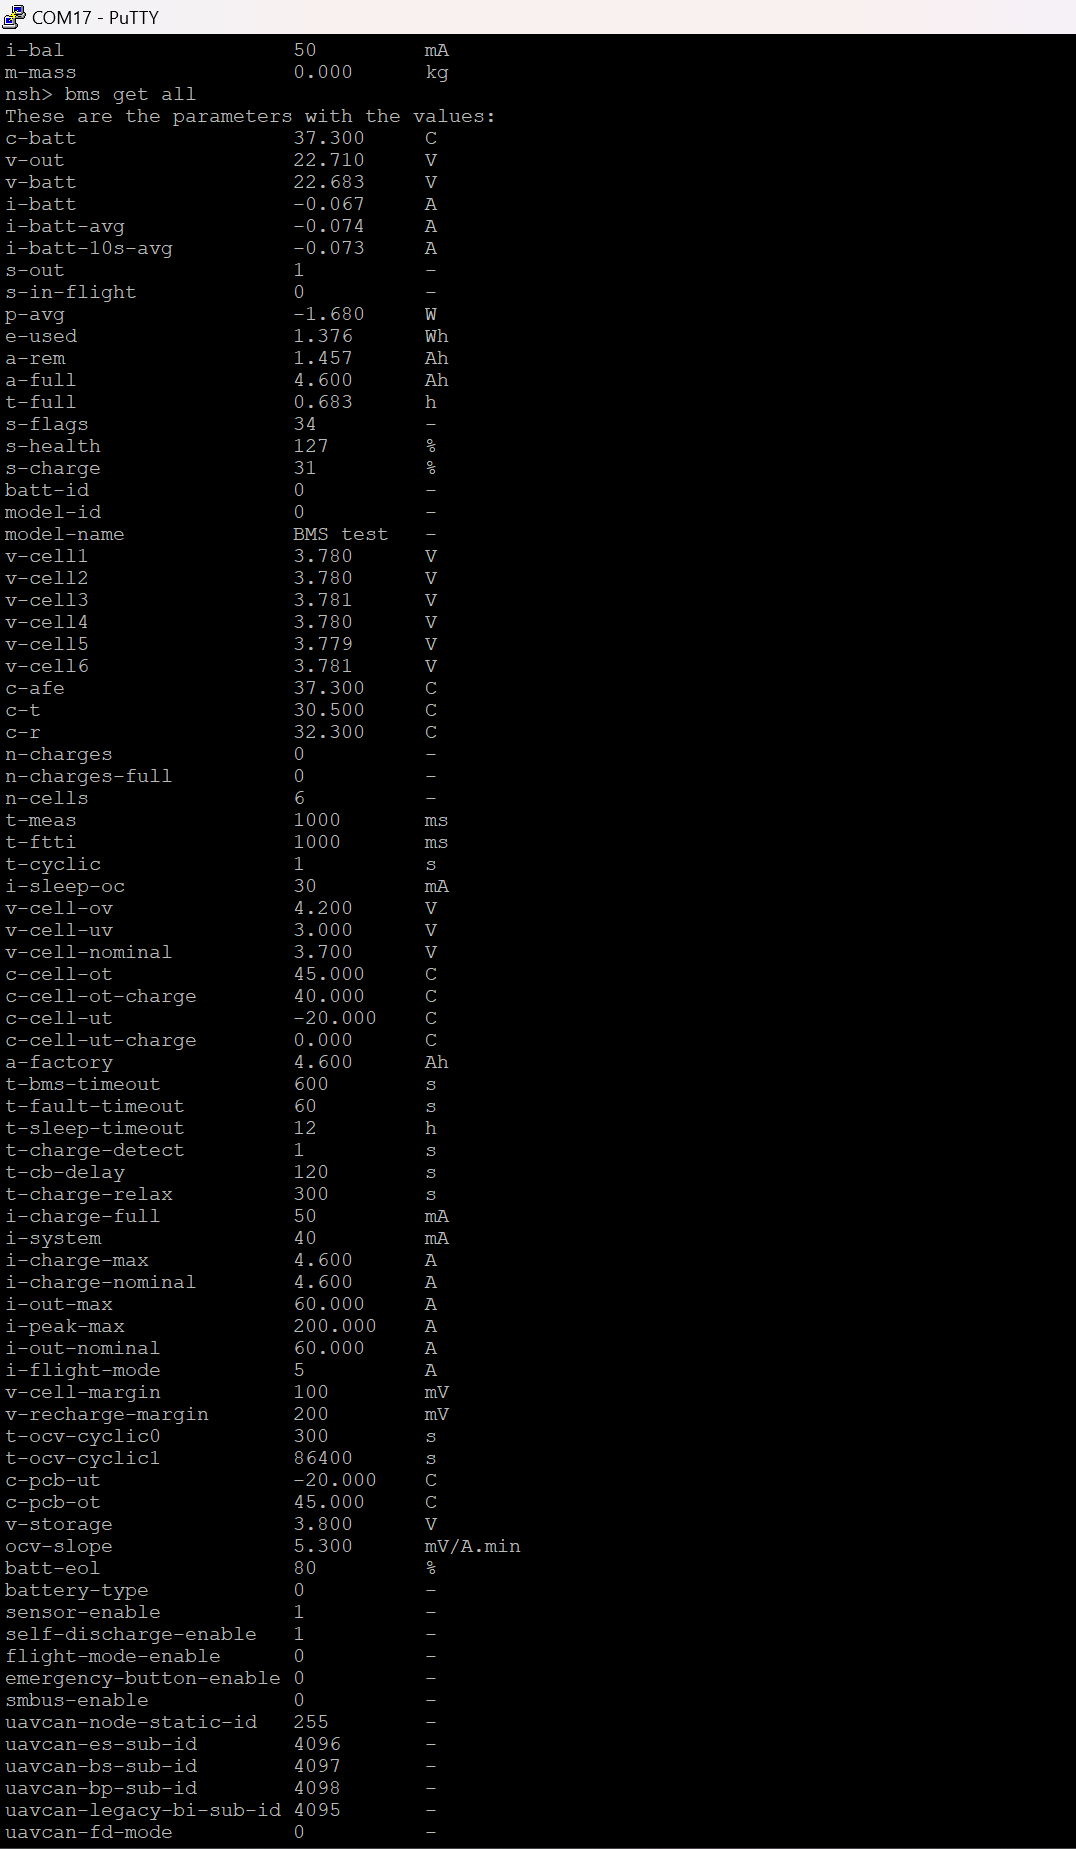 COM17 - PuTTY
i-bal 50 mA
m-mass 0.000 kg
nsh> bms get all
These are the parameters with the values:
c-batt 37.300 C
v-out 22.710 V
v-batt 22.683 V
i-batt -0.067 A
i-batt-avg -0.074 A
i-batt-10s-avg -0.073 A
s-out 1 -
s-in-flight 0 -
p-avg -1.680 W
e-used 1.376 Wh
a-rem 1.457 Ah
a-full 4.600 Ah
t-full 0.683 h
s-flags 34 -
s-health 127 %
s-charge 31 %
batt-id 0 -
model-id 0 -
model-name BMS test -
v-cell1 3.780 V
v-cell2 3.780 V
v-cell3 3.781 V
v-cell4 3.780 V
v-cell5 3.779 V
v-cell6 3.781 V
c-afe 37.300 C
c-t 30.500 C
c-r 32.300 C
n-charges 0 -
n-charges-full 0 -
n-cells 6 -
t-meas 1000 ms
t-ftti 1000 ms
t-cyclic 1 s
i-sleep-oc 30 mA
v-cell-ov 4.200 V
v-cell-uv 3.000 V
v-cell-nominal 3.700 V
c-cell-ot 45.000 C
c-cell-ot-charge 40.000 C
c-cell-ut -20.000 C
c-cell-ut-charge 0.000 C
a-factory 4.600 Ah
t-bms-timeout 600 s
t-fault-timeout 60 s
t-sleep-timeout 12 h
t-charge-detect 1 s
t-cb-delay 120 s
t-charge-relax 300 s
i-charge-full 50 mA
i-system 40 mA
i-charge-max 4.600 A
i-charge-nominal 4.600 A
i-out-max 60.000 A
i-peak-max 200.000 A
i-out-nominal 60.000 A
i-flight-mode 5 A
v-cell-margin 100 mV
v-recharge-margin 200 mV
t-ocv-cyclic0 300 s
t-ocv-cyclic1 86400 s
c-pcb-ut -20.000 C
c-pcb-ot 45.000 C
v-storage 3.800 V
ocv-slope 5.300 mV/A.min
batt-eol 80 %
battery-type 0 -
sensor-enable 1 -
self-discharge-enable 1 -
flight-mode-enable 0 -
emergency-button-enable 0 -
smbus-enable 0 -
uavcan-node-static-id 255 -
uavcan-es-sub-id 4096 -
uavcan-bs-sub-id 4097 -
uavcan-bp-sub-id 4098 -
uavcan-legacy-bi-sub-id 4095 -
uavcan-fd-mode 0 -